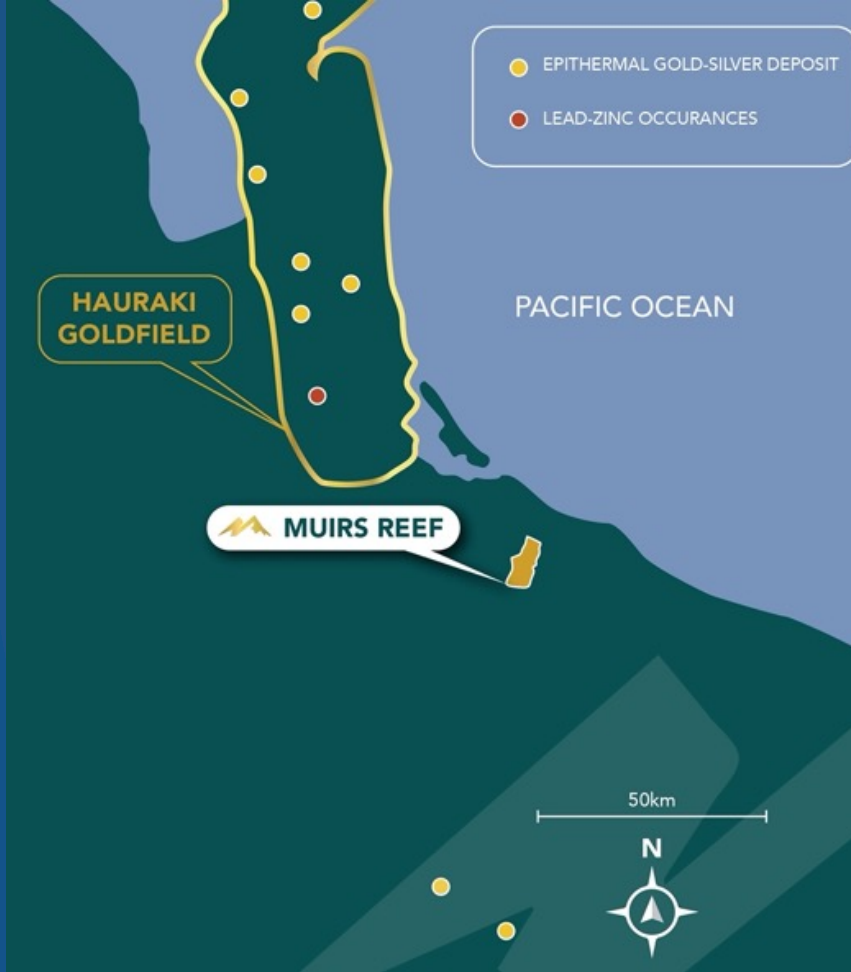 EPITHERMAL GOLD-SILVER DEPOSIT
LEAD-ZINC OCCURANCES
HAURAKI
GOLDFIELD
PACIFIC OCEAN
MUIRS REEF
50km
N